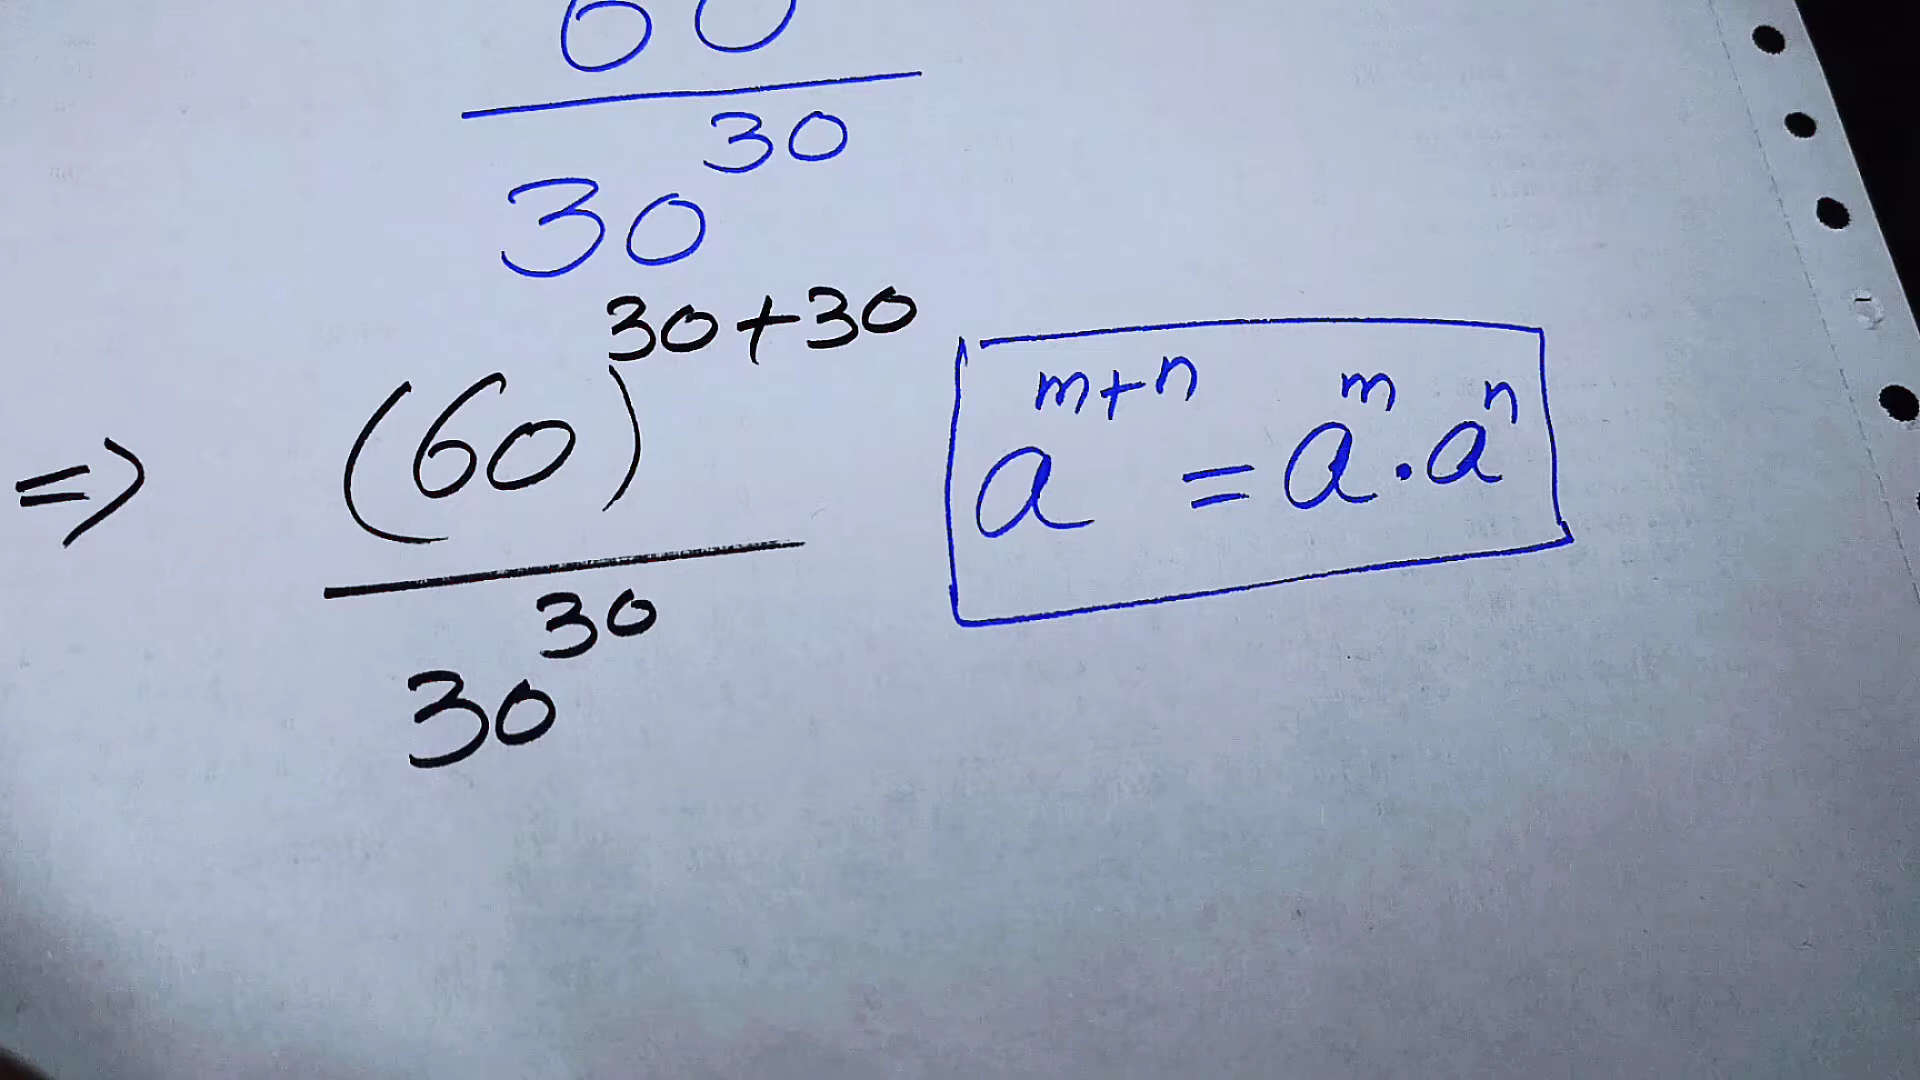 60
30^30
=> (60)^30+30
30^30
a^m+n = a^m . a^n